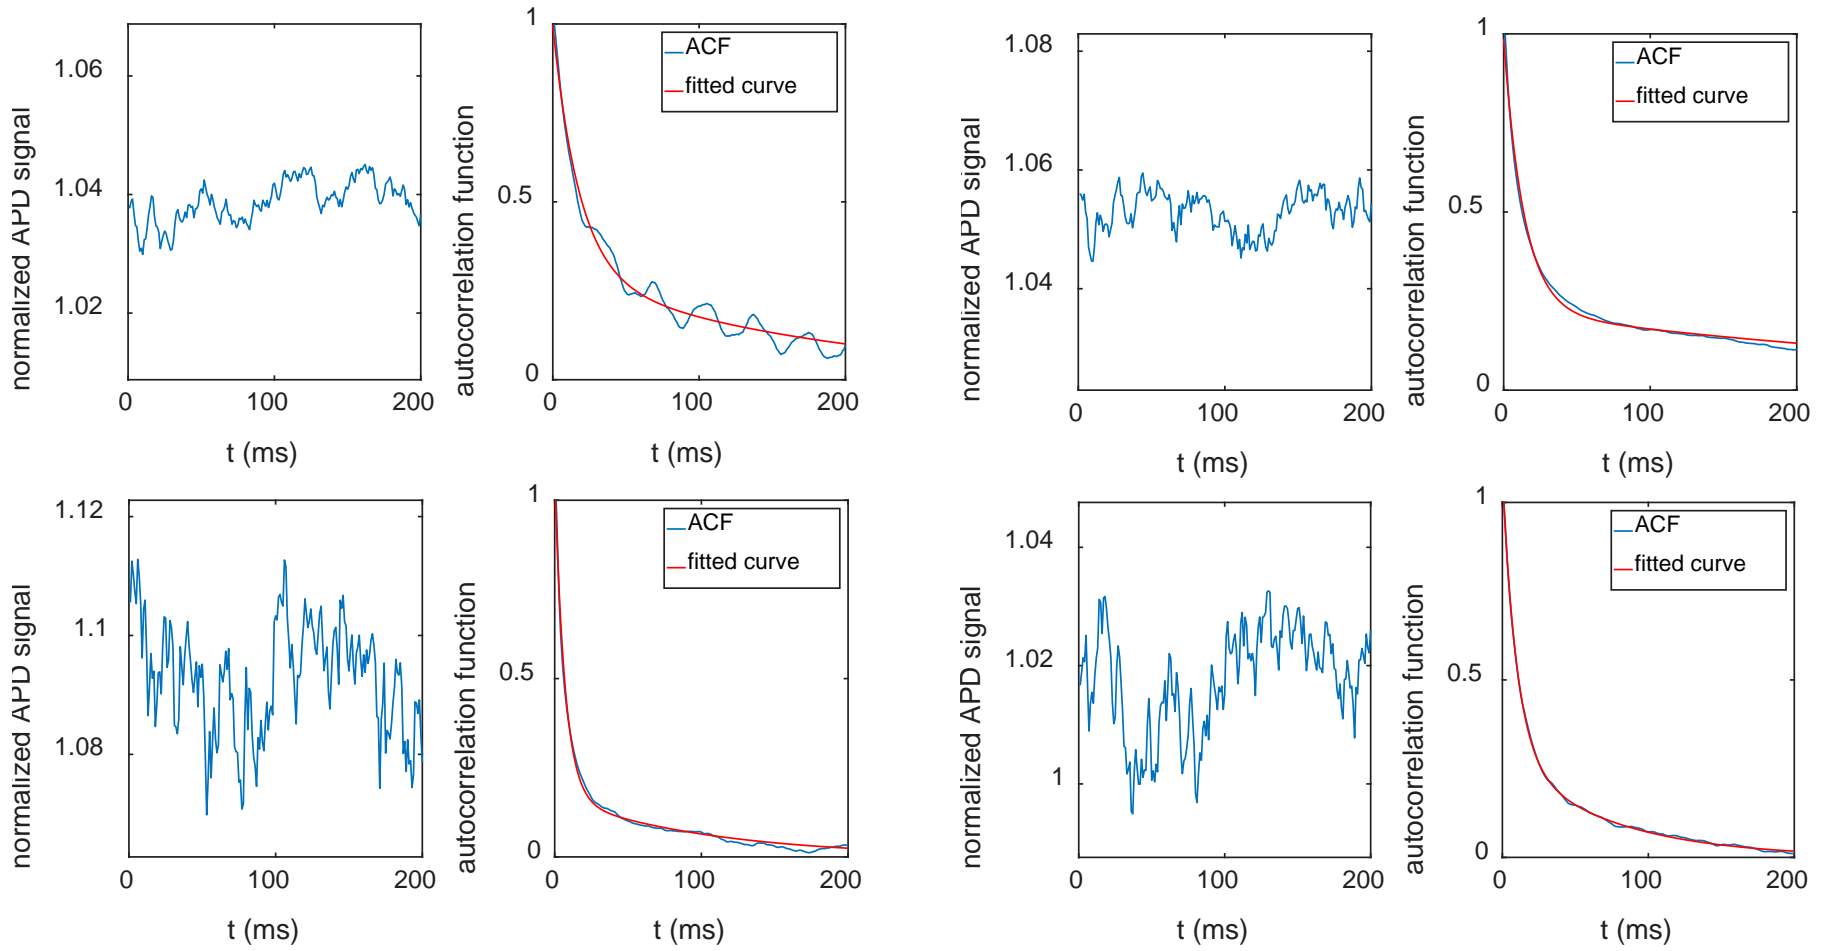 normalized APD signal
1.06
1.04
1.02
0
100
200
t (ms)
autocorrelation function
1
0.5
0
0
100
200
t (ms)
ACF
fitted curve
normalized APD signal
1.08
1.06
1.04
0
100
200
t (ms)
autocorrelation function
1
0.5
0
0
100
200
t (ms)
ACF
fitted curve
normalized APD signal
1.12
1.1
1.08
0
100
200
t (ms)
autocorrelation function
1
0.5
0
0
100
200
t (ms)
ACF
fitted curve
normalized APD signal
1.04
1.02
1
0
100
200
t (ms)
autocorrelation function
1
0.5
0
0
100
200
t (ms)
ACF
fitted curve